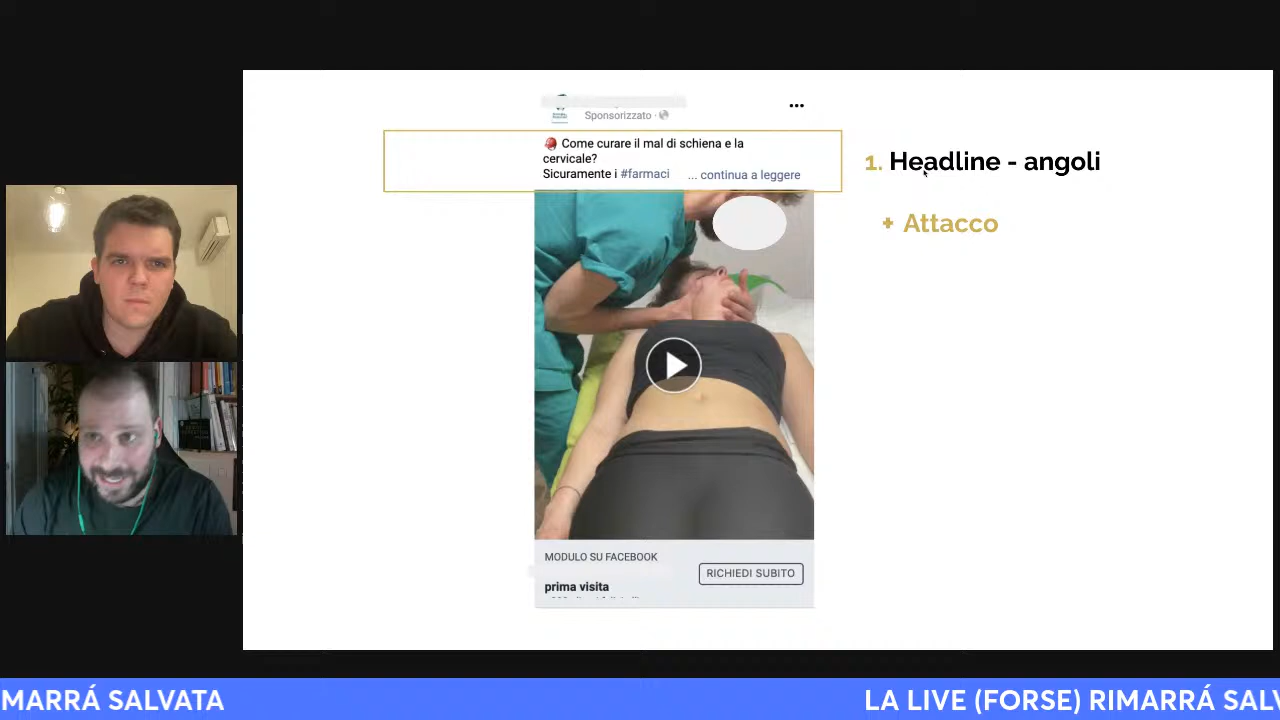 Sponsorizzato
Come curare il mal di schiena e la
cervicale?
Sicuramente i #farmaci ... continua a leggere
1. Headline - angoli
+ Attacco
MODULO SU FACEBOOK
prima visita
RICHIEDI SUBITO
MARRÁ SALVATA
LA LIVE (FORSE) RIMARRÁ SALV